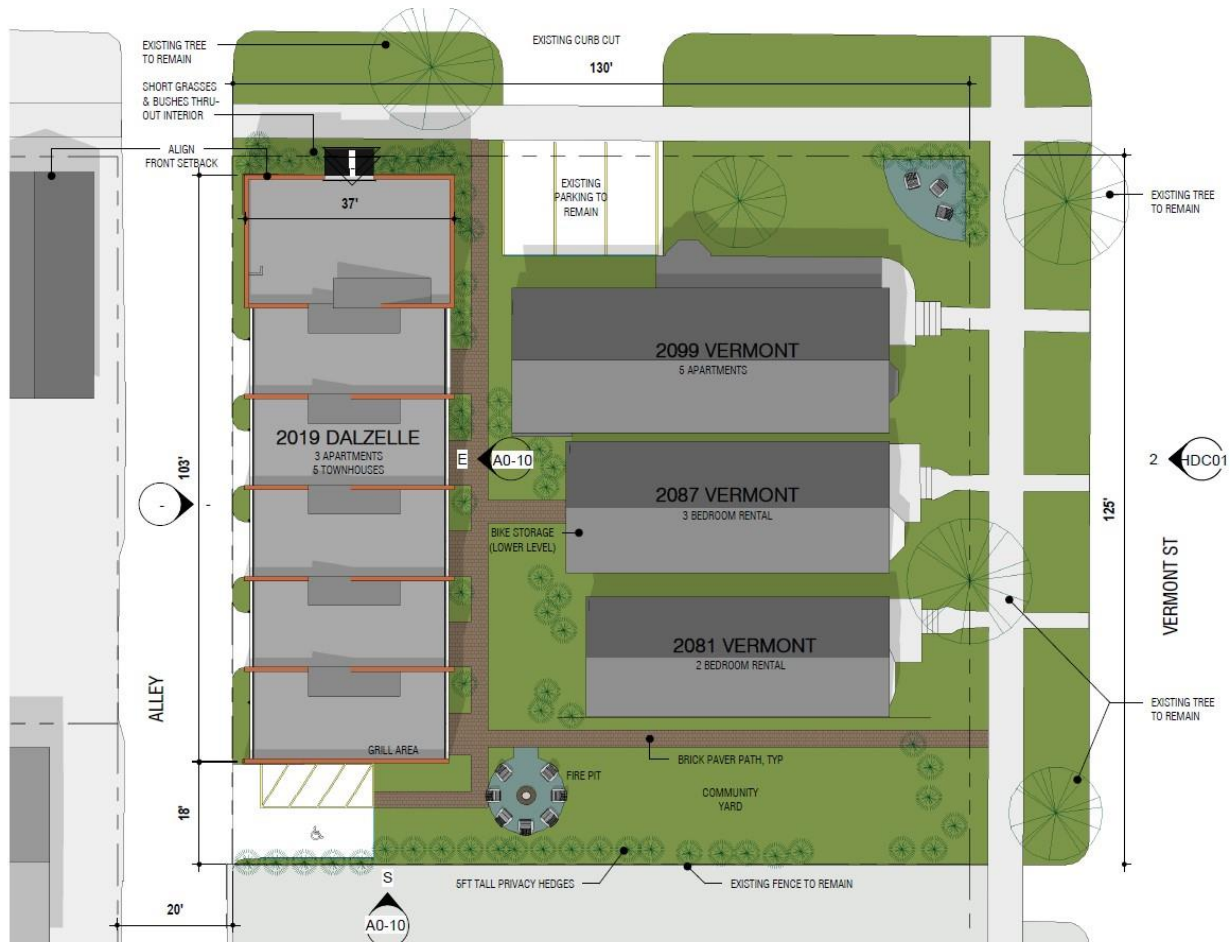 EXISTING TREE
TO REMAIN
EXISTING CURB CUT
130'
SHORT GRASSES
& BUSHES THRU-
OUT INTERIOR
ALIGN
FRONT SETBACK
37'
EXISTING
PARKING TO
REMAIN
EXISTING TREE
TO REMAIN
2099 VERMONT
5 APARTMENTS
2019 DALZELLE
3 APARTMENTS
5 TOWNHOUSES
103'
E
A0-10
2087 VERMONT
3 BEDROOM RENTAL
BIKE STORAGE
(LOWER LEVEL)
2
HDC01
125'
VERMONT ST
2081 VERMONT
2 BEDROOM RENTAL
ALLEY
EXISTING TREE
TO REMAIN
GRILL AREA
BRICK PAVER PATH, TYP
FIRE PIT
COMMUNITY
YARD
18'
5FT TALL PRIVACY HEDGES
EXISTING FENCE TO REMAIN
S
A0-10
20'